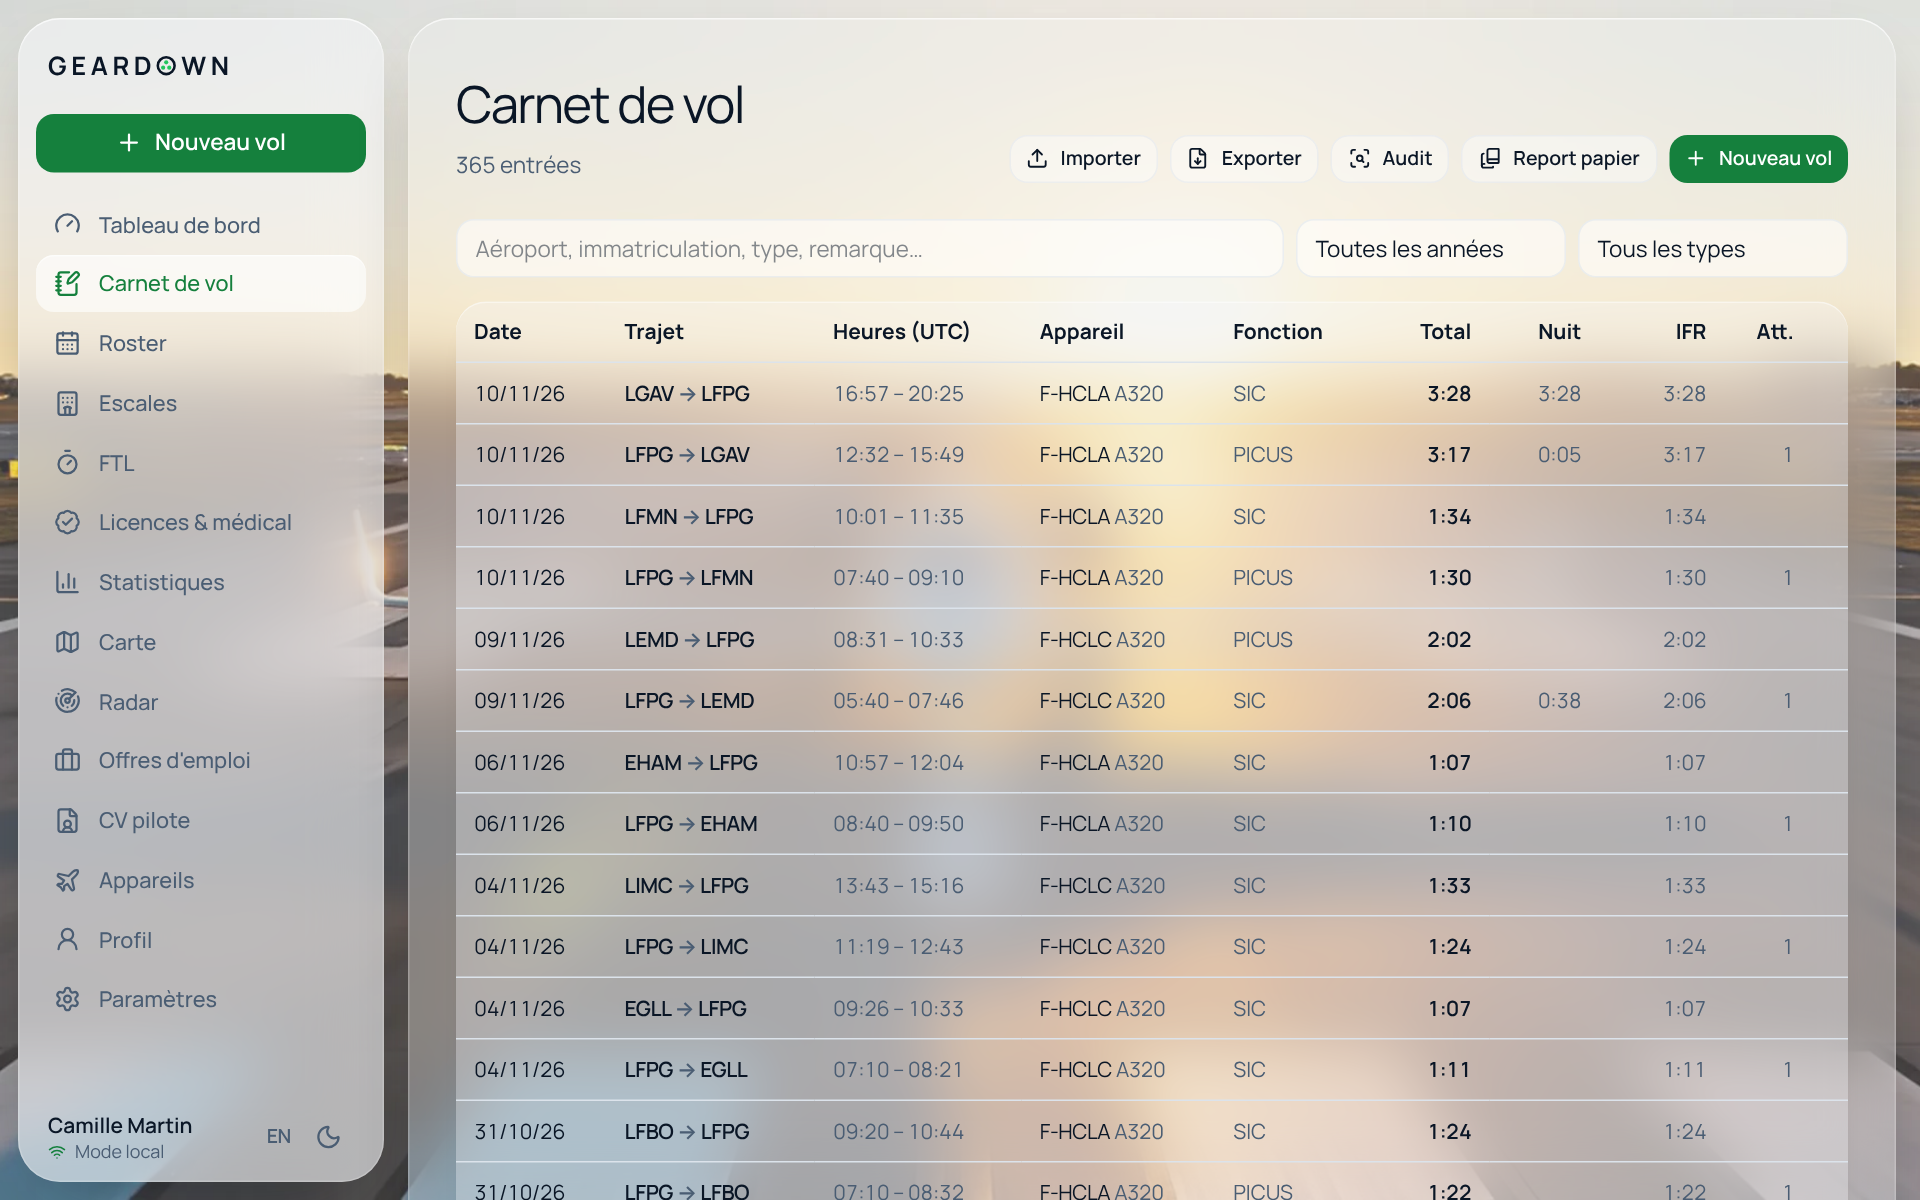 GEARDOWN
Nouveau vol
Tableau de bord
Carnet de vol
Roster
Escales
FTL
Licences & médical
Statistiques
Carte
Radar
Offres d'emploi
CV pilote
Appareils
Profil
Paramètres
Camille Martin
Mode local
EN
Carnet de vol
365 entrées
Importer Exporter Audit Report papier Nouveau vol
Aéroport, immatriculation, type, remarque… Toutes les années Tous les types
Date Trajet Heures (UTC) Appareil Fonction Total Nuit IFR Att.
10/11/26 LGAV → LFPG 16:57 – 20:25 F-HCLA A320 SIC 3:28 3:28 3:28
10/11/26 LFPG → LGAV 12:32 – 15:49 F-HCLA A320 PICUS 3:17 0:05 3:17 1
10/11/26 LFMN → LFPG 10:01 – 11:35 F-HCLA A320 SIC 1:34 1:34
10/11/26 LFPG → LFMN 07:40 – 09:10 F-HCLA A320 PICUS 1:30 1:30 1
09/11/26 LEMD → LFPG 08:31 – 10:33 F-HCLC A320 PICUS 2:02 2:02
09/11/26 LFPG → LEMD 05:40 – 07:46 F-HCLC A320 SIC 2:06 0:38 2:06 1
06/11/26 EHAM → LFPG 10:57 – 12:04 F-HCLA A320 SIC 1:07 1:07
06/11/26 LFPG → EHAM 08:40 – 09:50 F-HCLA A320 SIC 1:10 1:10 1
04/11/26 LIMC → LFPG 13:43 – 15:16 F-HCLC A320 SIC 1:33 1:33
04/11/26 LFPG → LIMC 11:19 – 12:43 F-HCLC A320 SIC 1:24 1:24 1
04/11/26 EGLL → LFPG 09:26 – 10:33 F-HCLC A320 SIC 1:07 1:07
04/11/26 LFPG → EGLL 07:10 – 08:21 F-HCLC A320 SIC 1:11 1:11 1
31/10/26 LFBO → LFPG 09:20 – 10:44 F-HCLA A320 SIC 1:24 1:24
31/10/26 LFPG → LFBO 07:10 – 08:32 F-HCLA A320 PICUS 1:22 1:22 1